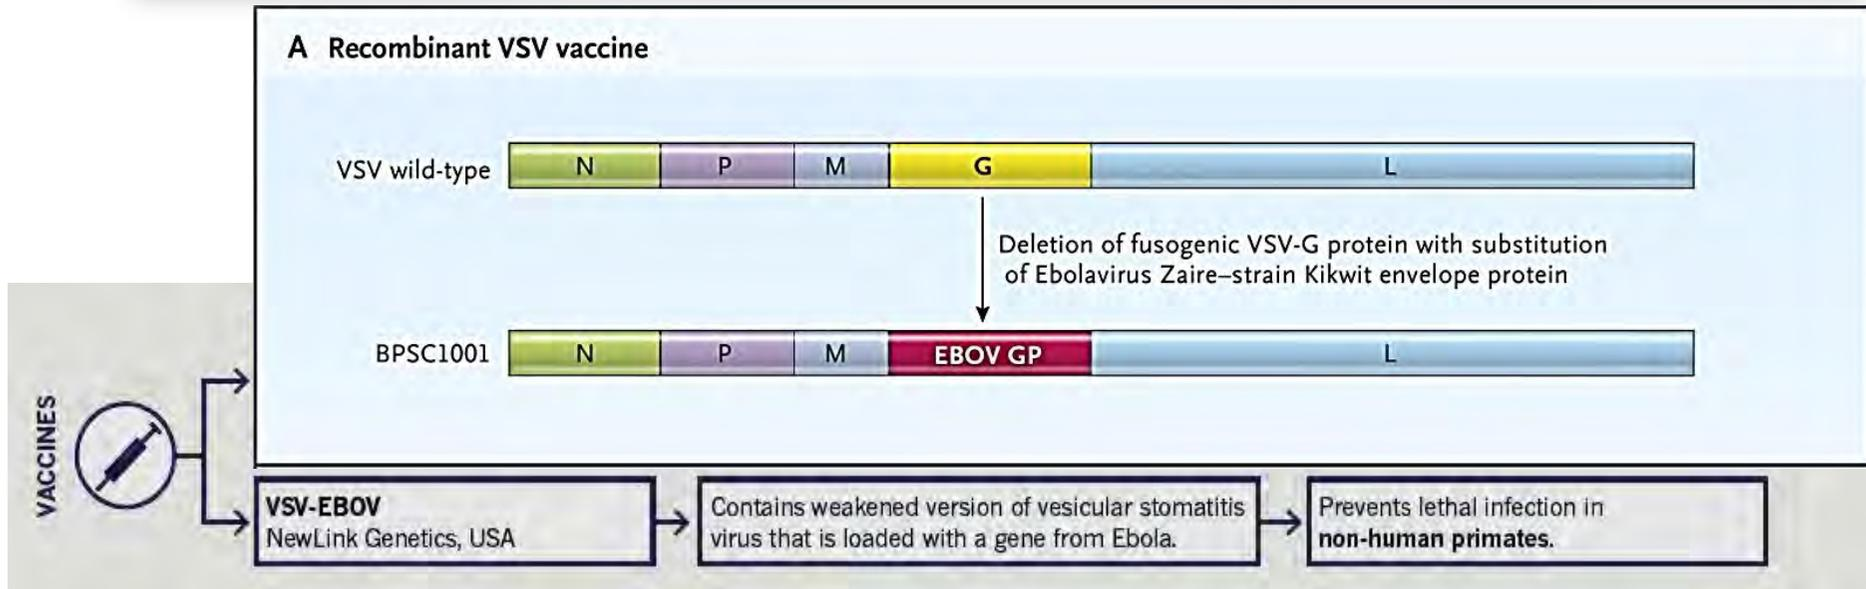 A Recombinant VSV vaccine
VSV wild-type N P M G L
Deletion of fusogenic VSV-G protein with substitution
of Ebolavirus Zaire–strain Kikwit envelope protein
BPSC1001 N P M EBOV GP L
VACCINES
VSV-EBOV
NewLink Genetics, USA
Contains weakened version of vesicular stomatitis
virus that is loaded with a gene from Ebola.
Prevents lethal infection in
non-human primates.